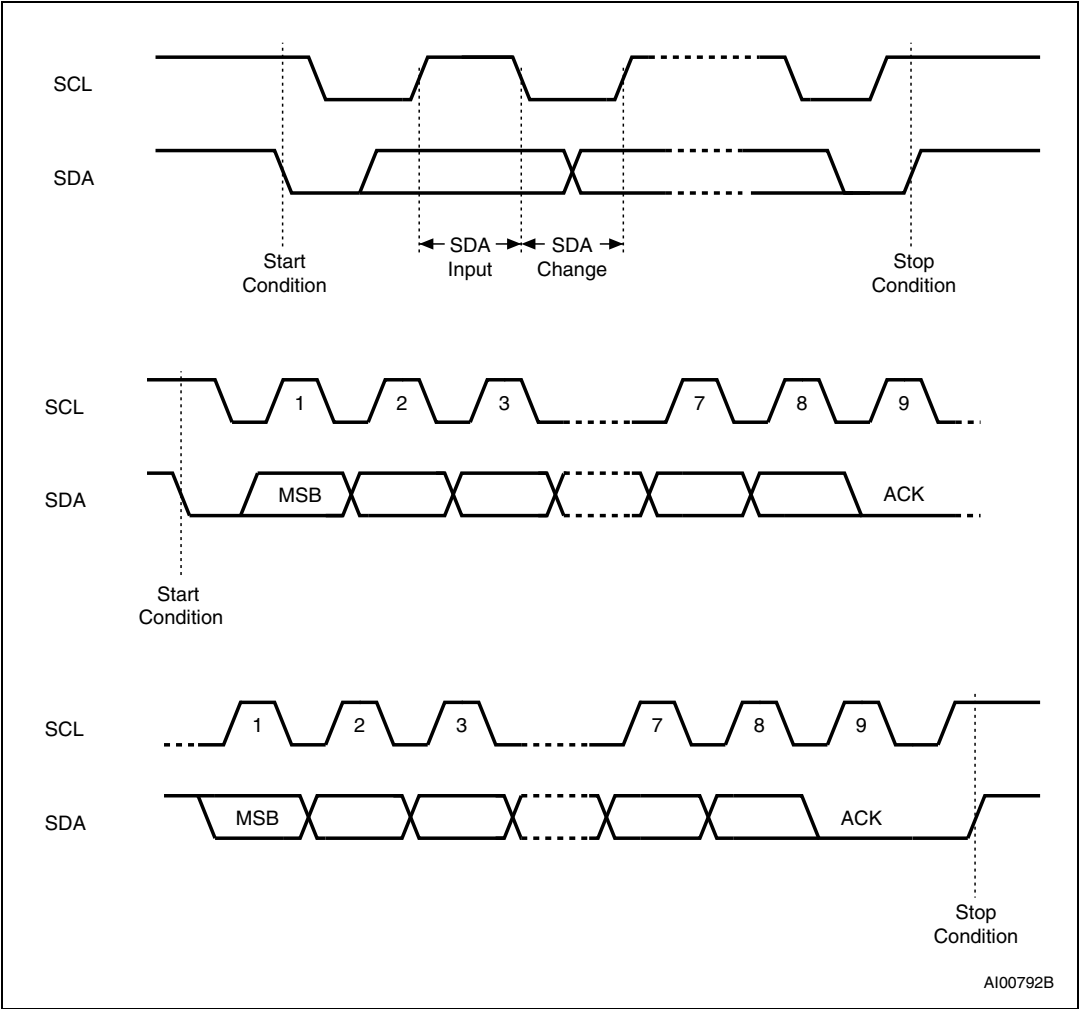 SCL
SDA
SDA
Input
SDA
Change
Start
Condition
Stop
Condition
SCL
1 2 3 7 8 9
SDA
MSB ACK
Start
Condition
SCL
1 2 3 7 8 9
SDA
MSB ACK
Stop
Condition
AI00792B